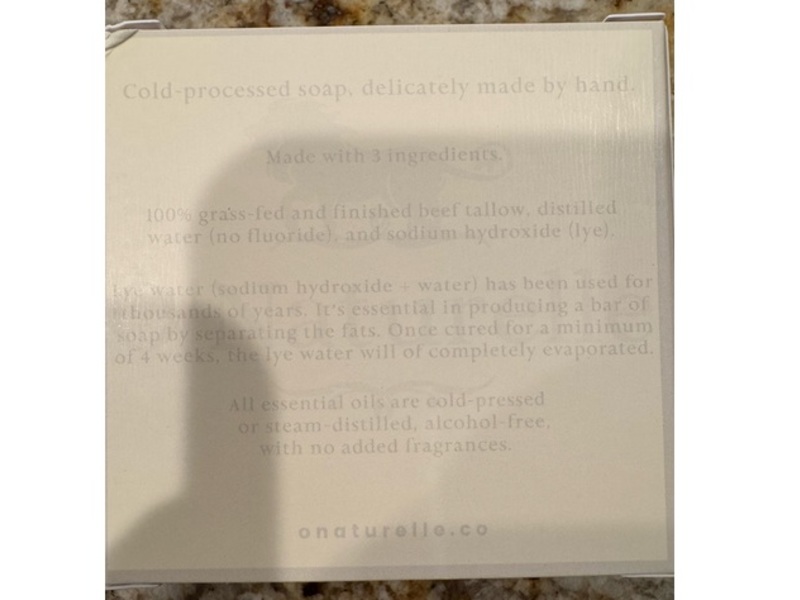 Cold-processed soap, delicately made by hand.
Made with 3 ingredients.
100% grass-fed and finished beef tallow, distilled
water (no fluoride), and sodium hydroxide (lye).
Lye water (sodium hydroxide + water) has been used for
thousands of years. It's essential in producing a bar of
soap by separating the fats. Once cured for a minimum
of 4 weeks, the lye water will of completely evaporated.
All essential oils are cold-pressed
or steam-distilled, alcohol-free,
with no added fragrances.
onaturelle.co